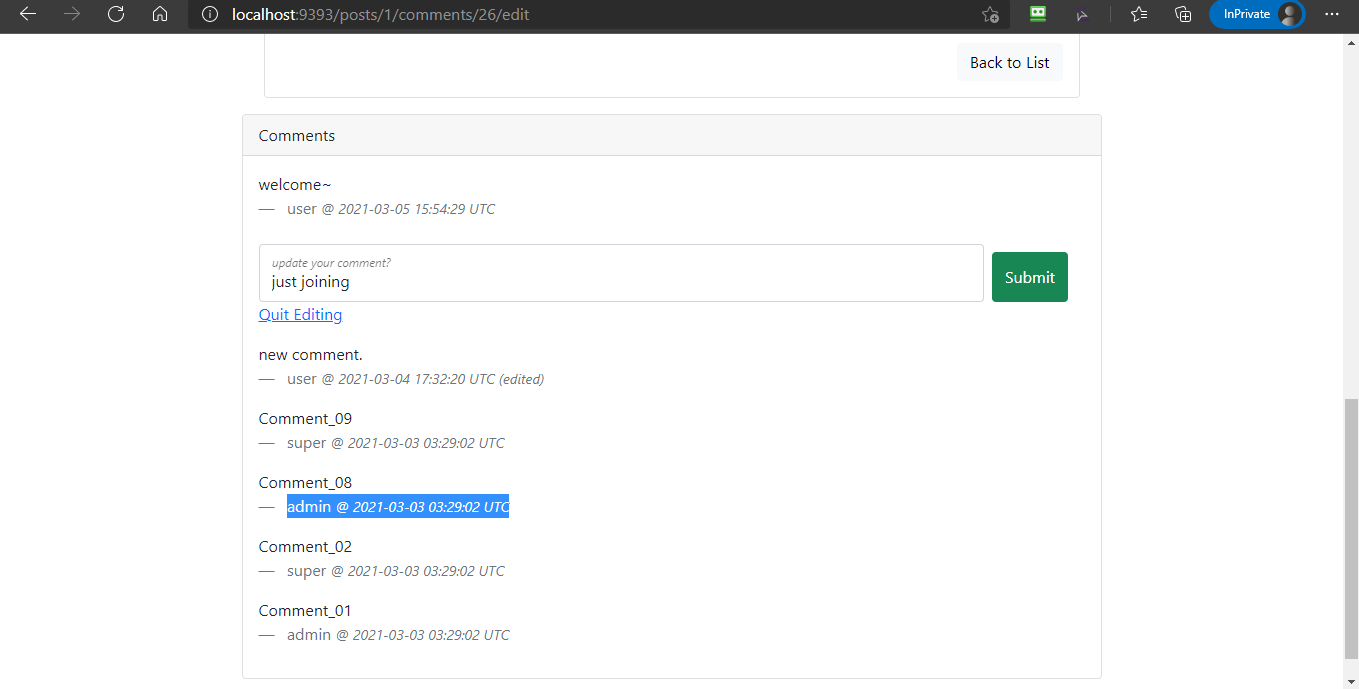 localhost:9393/posts/1/comments/26/edit
InPrivate
Back to List
Comments
welcome~
— user @ 2021-03-05 15:54:29 UTC
update your comment?
just joining
Submit
Quit Editing
new comment.
— user @ 2021-03-04 17:32:20 UTC (edited)
Comment_09
— super @ 2021-03-03 03:29:02 UTC
Comment_08
— admin @ 2021-03-03 03:29:02 UTC
Comment_02
— super @ 2021-03-03 03:29:02 UTC
Comment_01
— admin @ 2021-03-03 03:29:02 UTC